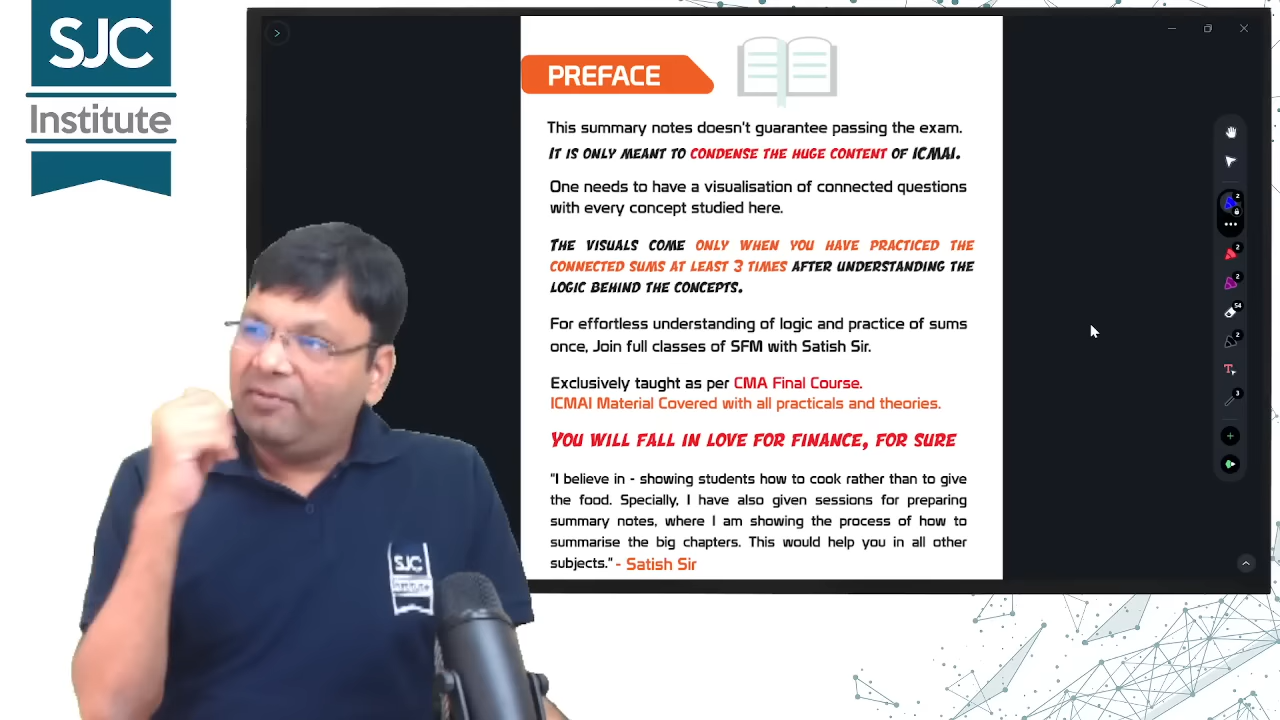 SJC
Institute
PREFACE
This summary notes doesn't guarantee passing the exam.
IT IS ONLY MEANT TO CONDENSE THE HUGE CONTENT OF ICMAI.
One needs to have a visualisation of connected questions
with every concept studied here.
THE VISUALS COME ONLY WHEN YOU HAVE PRACTICED THE
CONNECTED SUMS AT LEAST 3 TIMES AFTER UNDERSTANDING THE
LOGIC BEHIND THE CONCEPTS.
For effortless understanding of logic and practice of sums
once, Join full classes of SFM with Satish Sir.
Exclusively taught as per CMA Final Course.
ICMAI Material Covered with all practicals and theories.
YOU WILL FALL IN LOVE FOR FINANCE, FOR SURE
"I believe in - showing students how to cook rather than to give
the food. Specially, I have also given sessions for preparing
summary notes, where I am showing the process of how to
summarise the big chapters. This would help you in all other
subjects." - Satish Sir
2
2
2
54
2
T
3
SJC
Institute